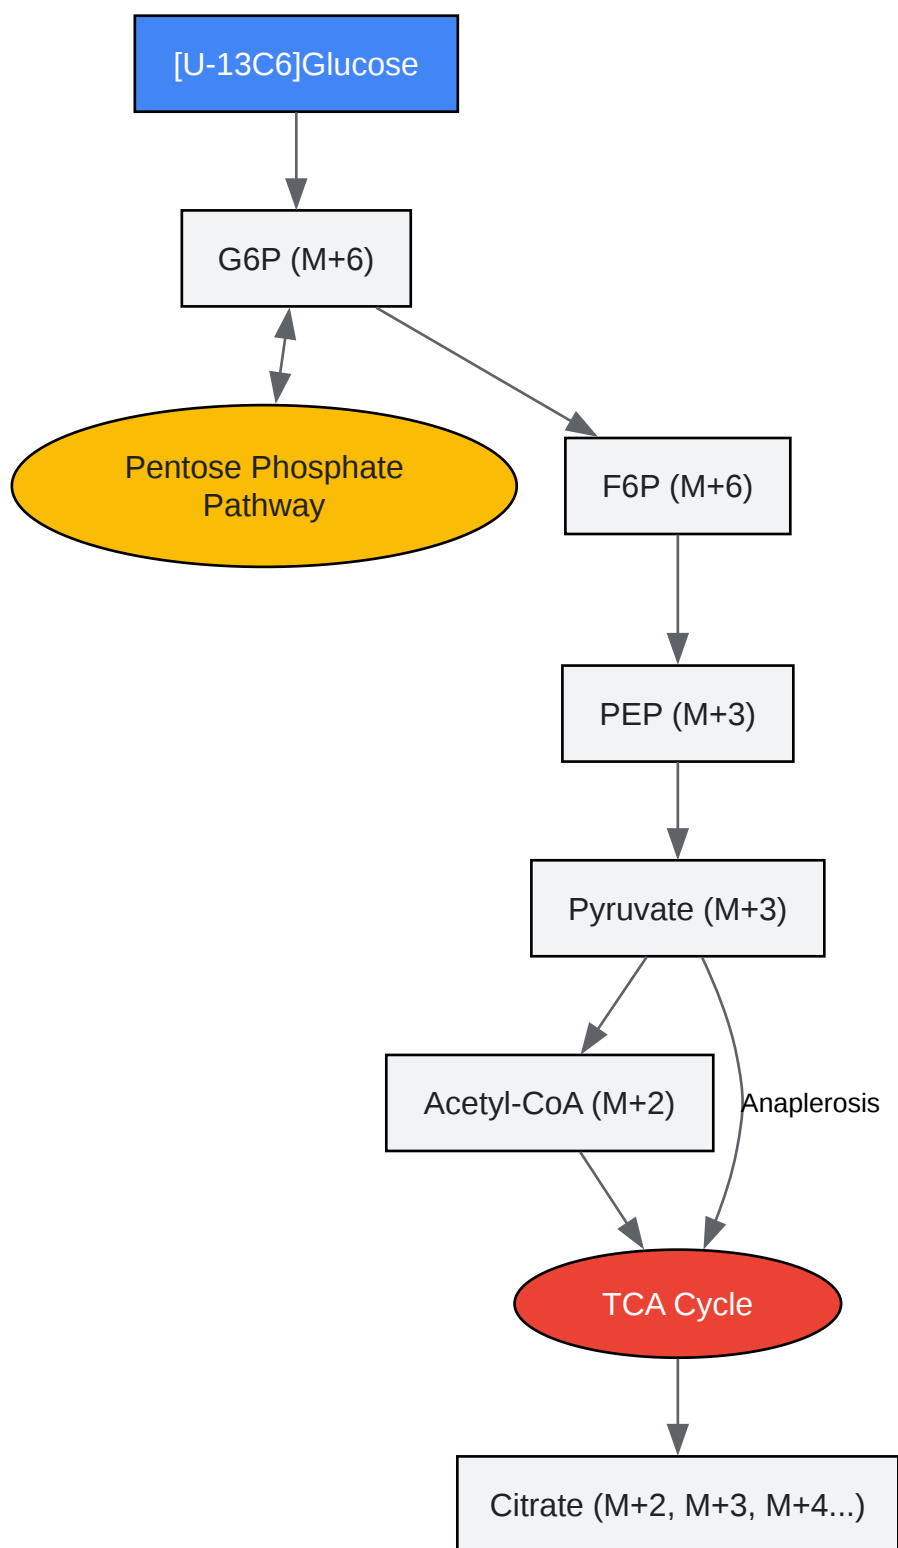 [U-13C6]Glucose
G6P (M+6)
Pentose Phosphate
Pathway
F6P (M+6)
PEP (M+3)
Pyruvate (M+3)
Acetyl-CoA (M+2)
Anaplerosis
TCA Cycle
Citrate (M+2, M+3, M+4...)